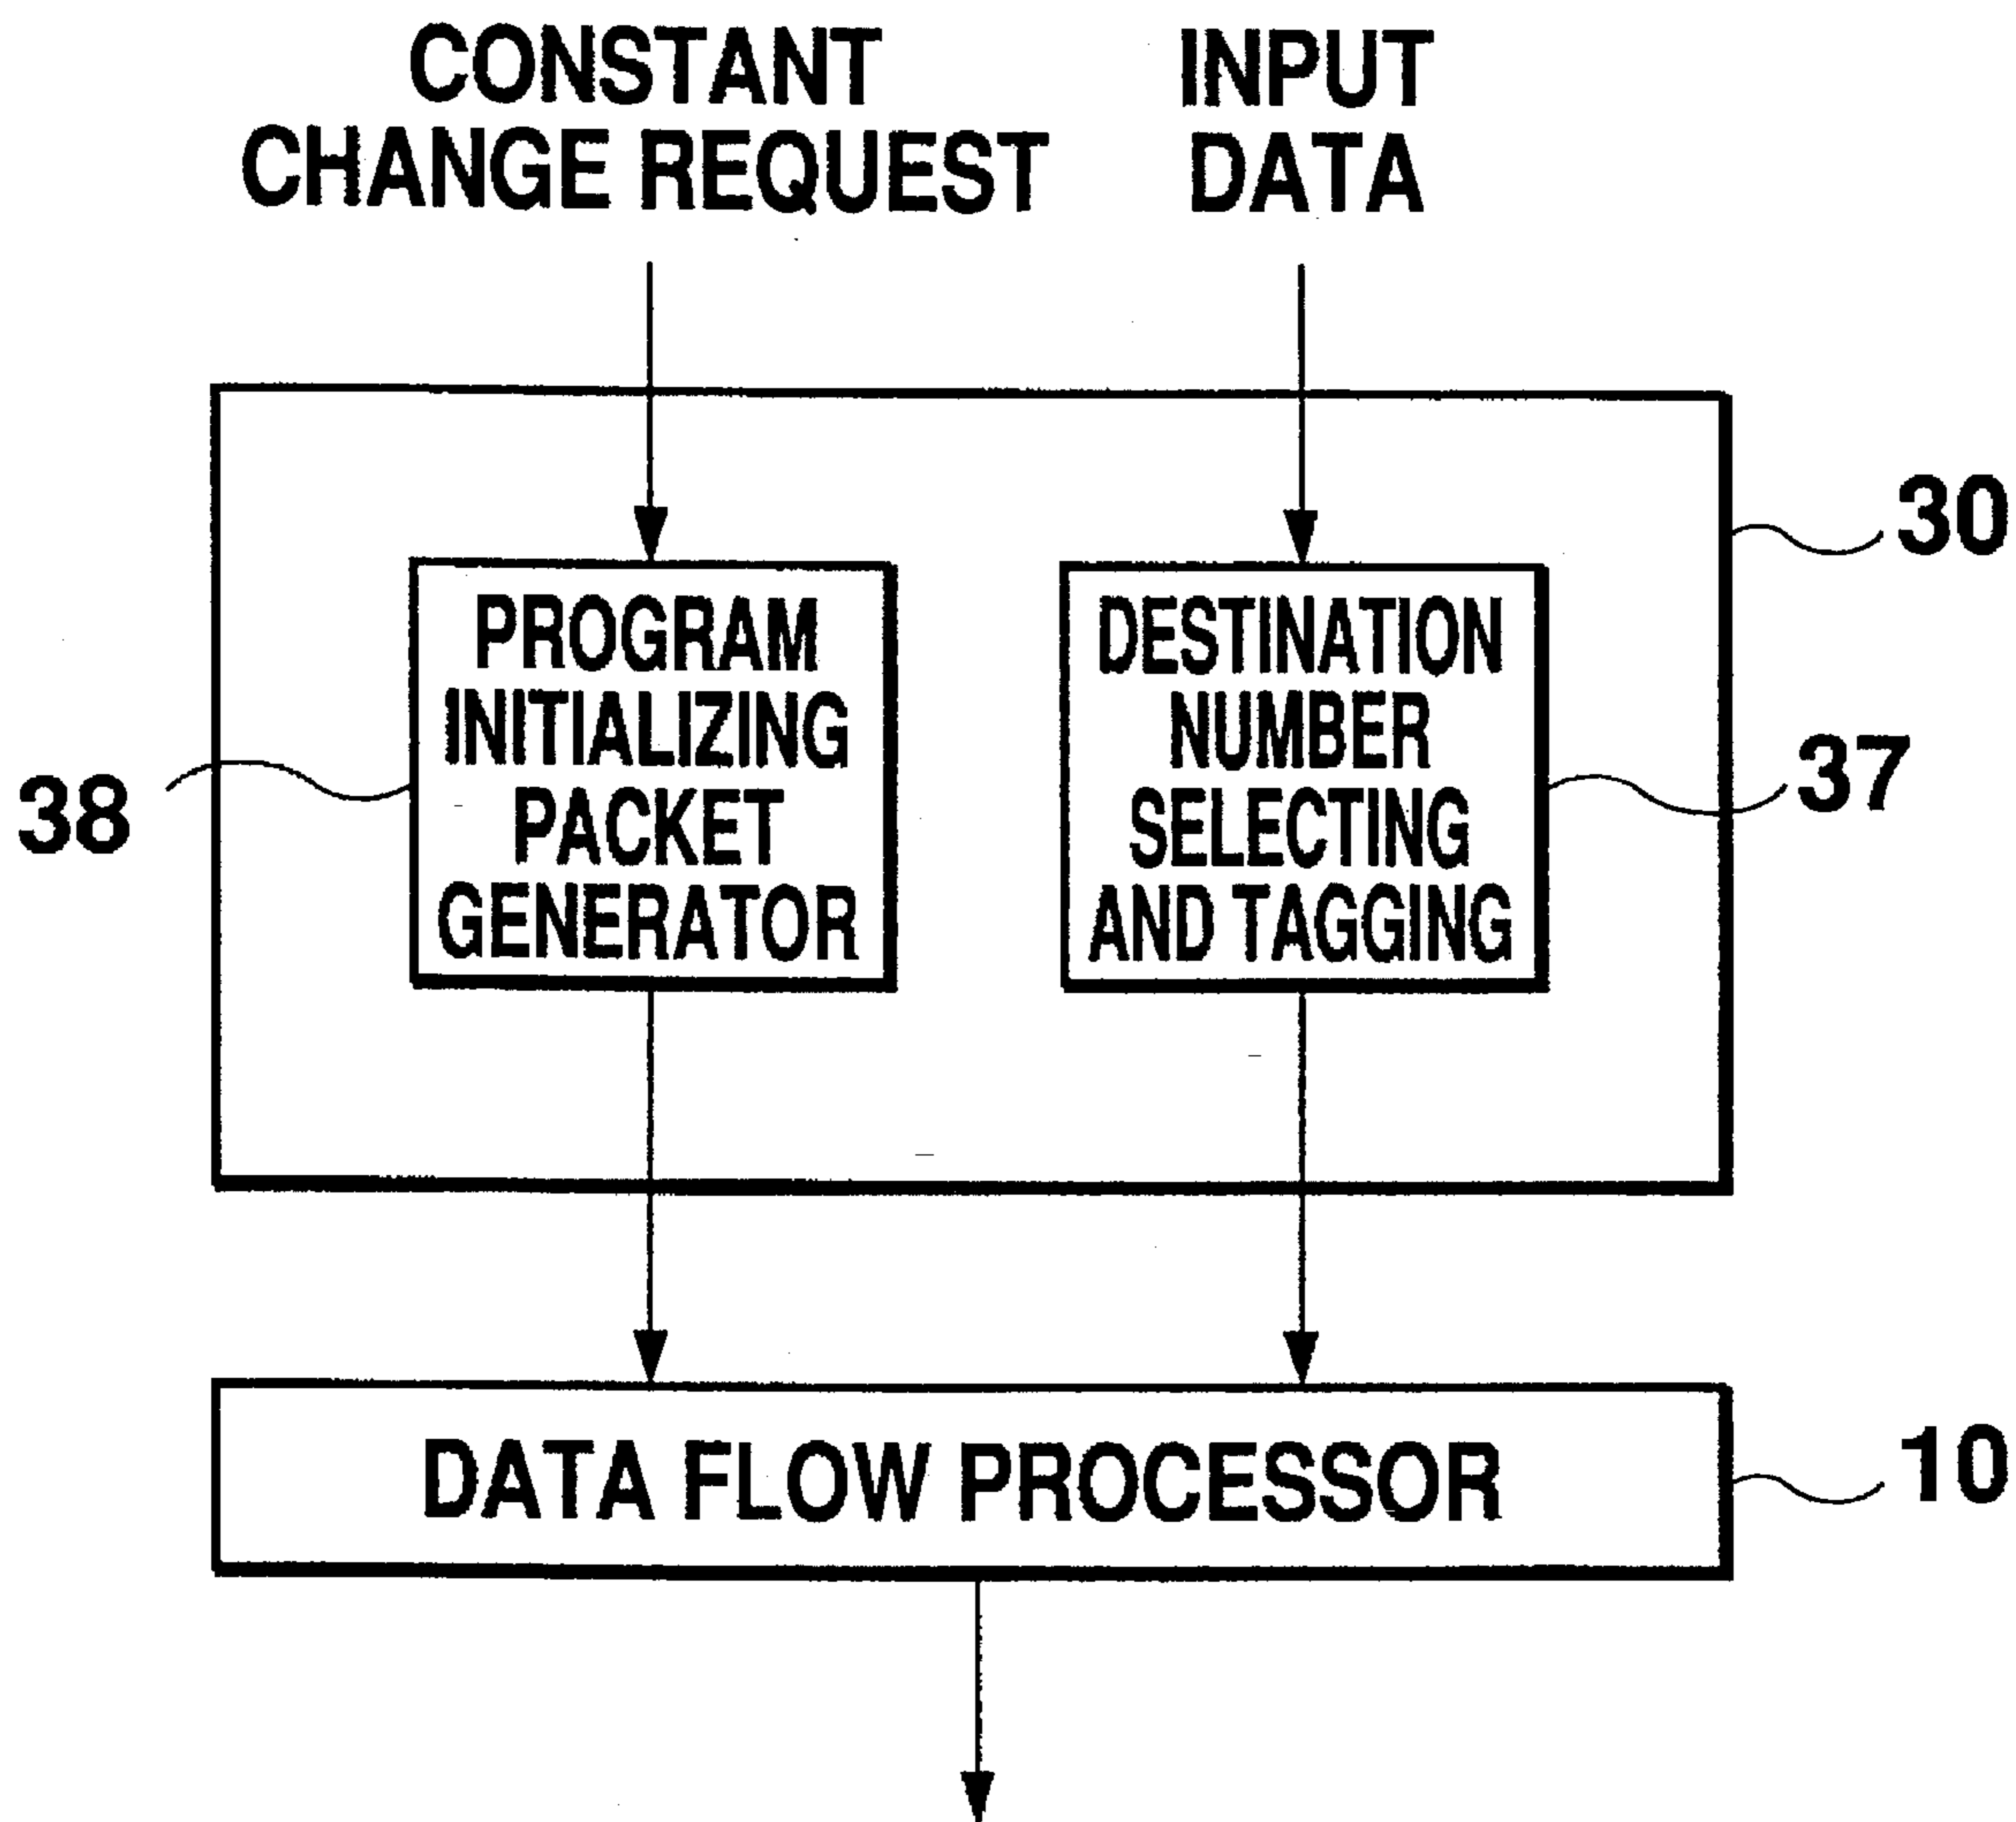 CONSTANT
CHANGE REQUEST
INPUT
DATA
30
PROGRAM
INITIALIZING
PACKET
GENERATOR
DESTINATION
NUMBER
SELECTING
AND TAGGING
38
37
DATA FLOW PROCESSOR
10